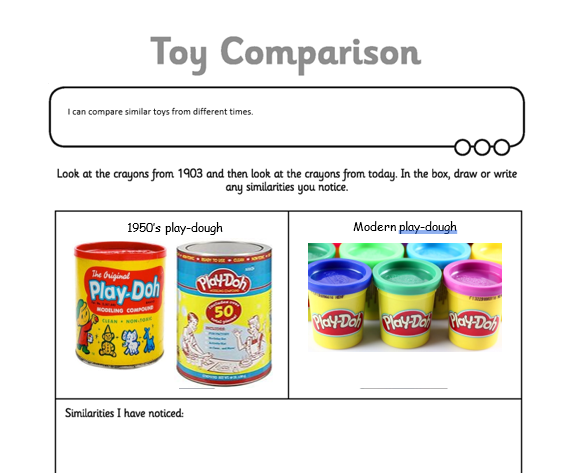 Toy Comparison
I can compare similar toys from different times.
Look at the crayons from 1903 and then look at the crayons from today. In the box, draw or write
any similarities you notice.
1950's play-dough
Modern play-dough
The Original
Play-Doh
MODELING COMPOUND
CLEAN • NON-TOXIC
Play-Doh
50
Play-Doh
Play-Doh
Play-Doh
Similarities I have noticed: